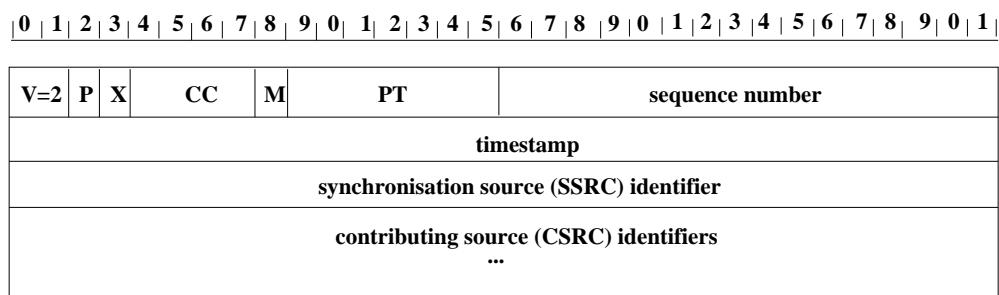 0 1 2 3 4 5 6 7 8 9 0 1 2 3 4 5 6 7 8 9 0 1 2 3 4 5 6 7 8 9 0 1
V=2 P X CC M PT sequence number
timestamp
synchronisation source (SSRC) identifier
contributing source (CSRC) identifiers
...